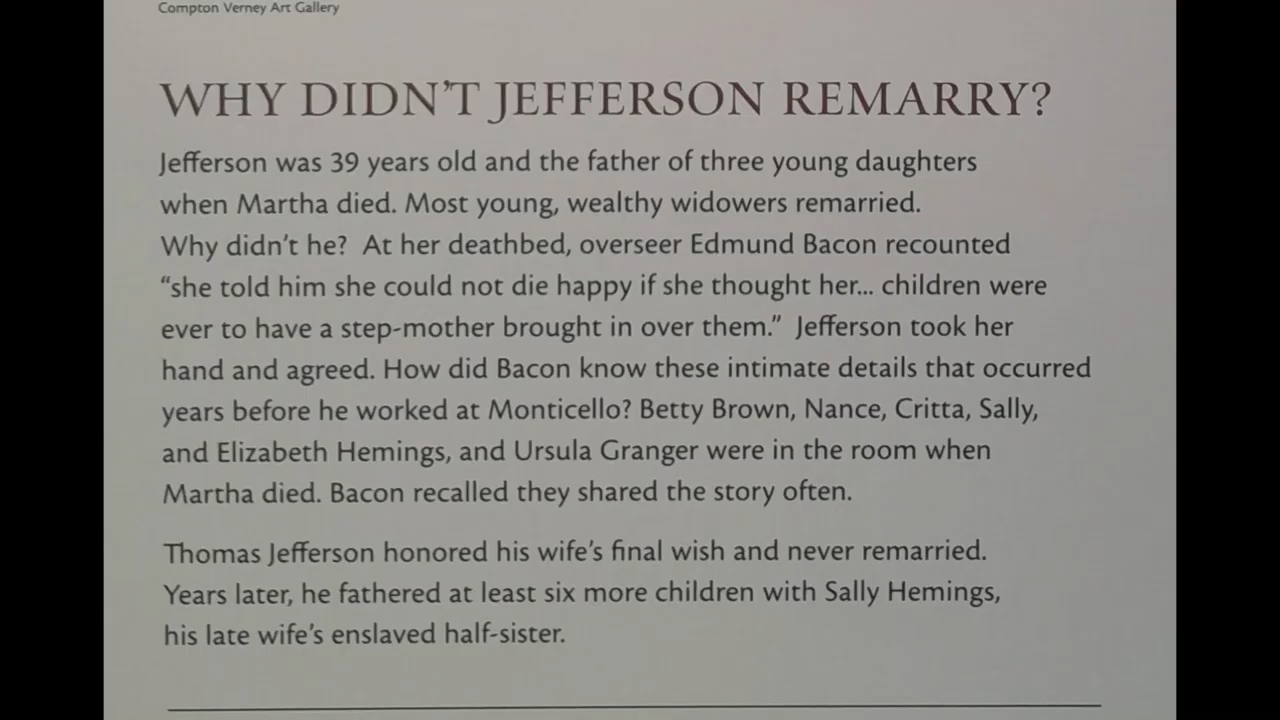 Compton Verney Art Gallery
WHY DIDN'T JEFFERSON REMARRY?
Jefferson was 39 years old and the father of three young daughters
when Martha died. Most young, wealthy widowers remarried.
Why didn't he?  At her deathbed, overseer Edmund Bacon recounted
“she told him she could not die happy if she thought her... children were
ever to have a step-mother brought in over them.”  Jefferson took her
hand and agreed. How did Bacon know these intimate details that occurred
years before he worked at Monticello? Betty Brown, Nance, Critta, Sally,
and Elizabeth Hemings, and Ursula Granger were in the room when
Martha died. Bacon recalled they shared the story often.
Thomas Jefferson honored his wife's final wish and never remarried.
Years later, he fathered at least six more children with Sally Hemings,
his late wife's enslaved half-sister.